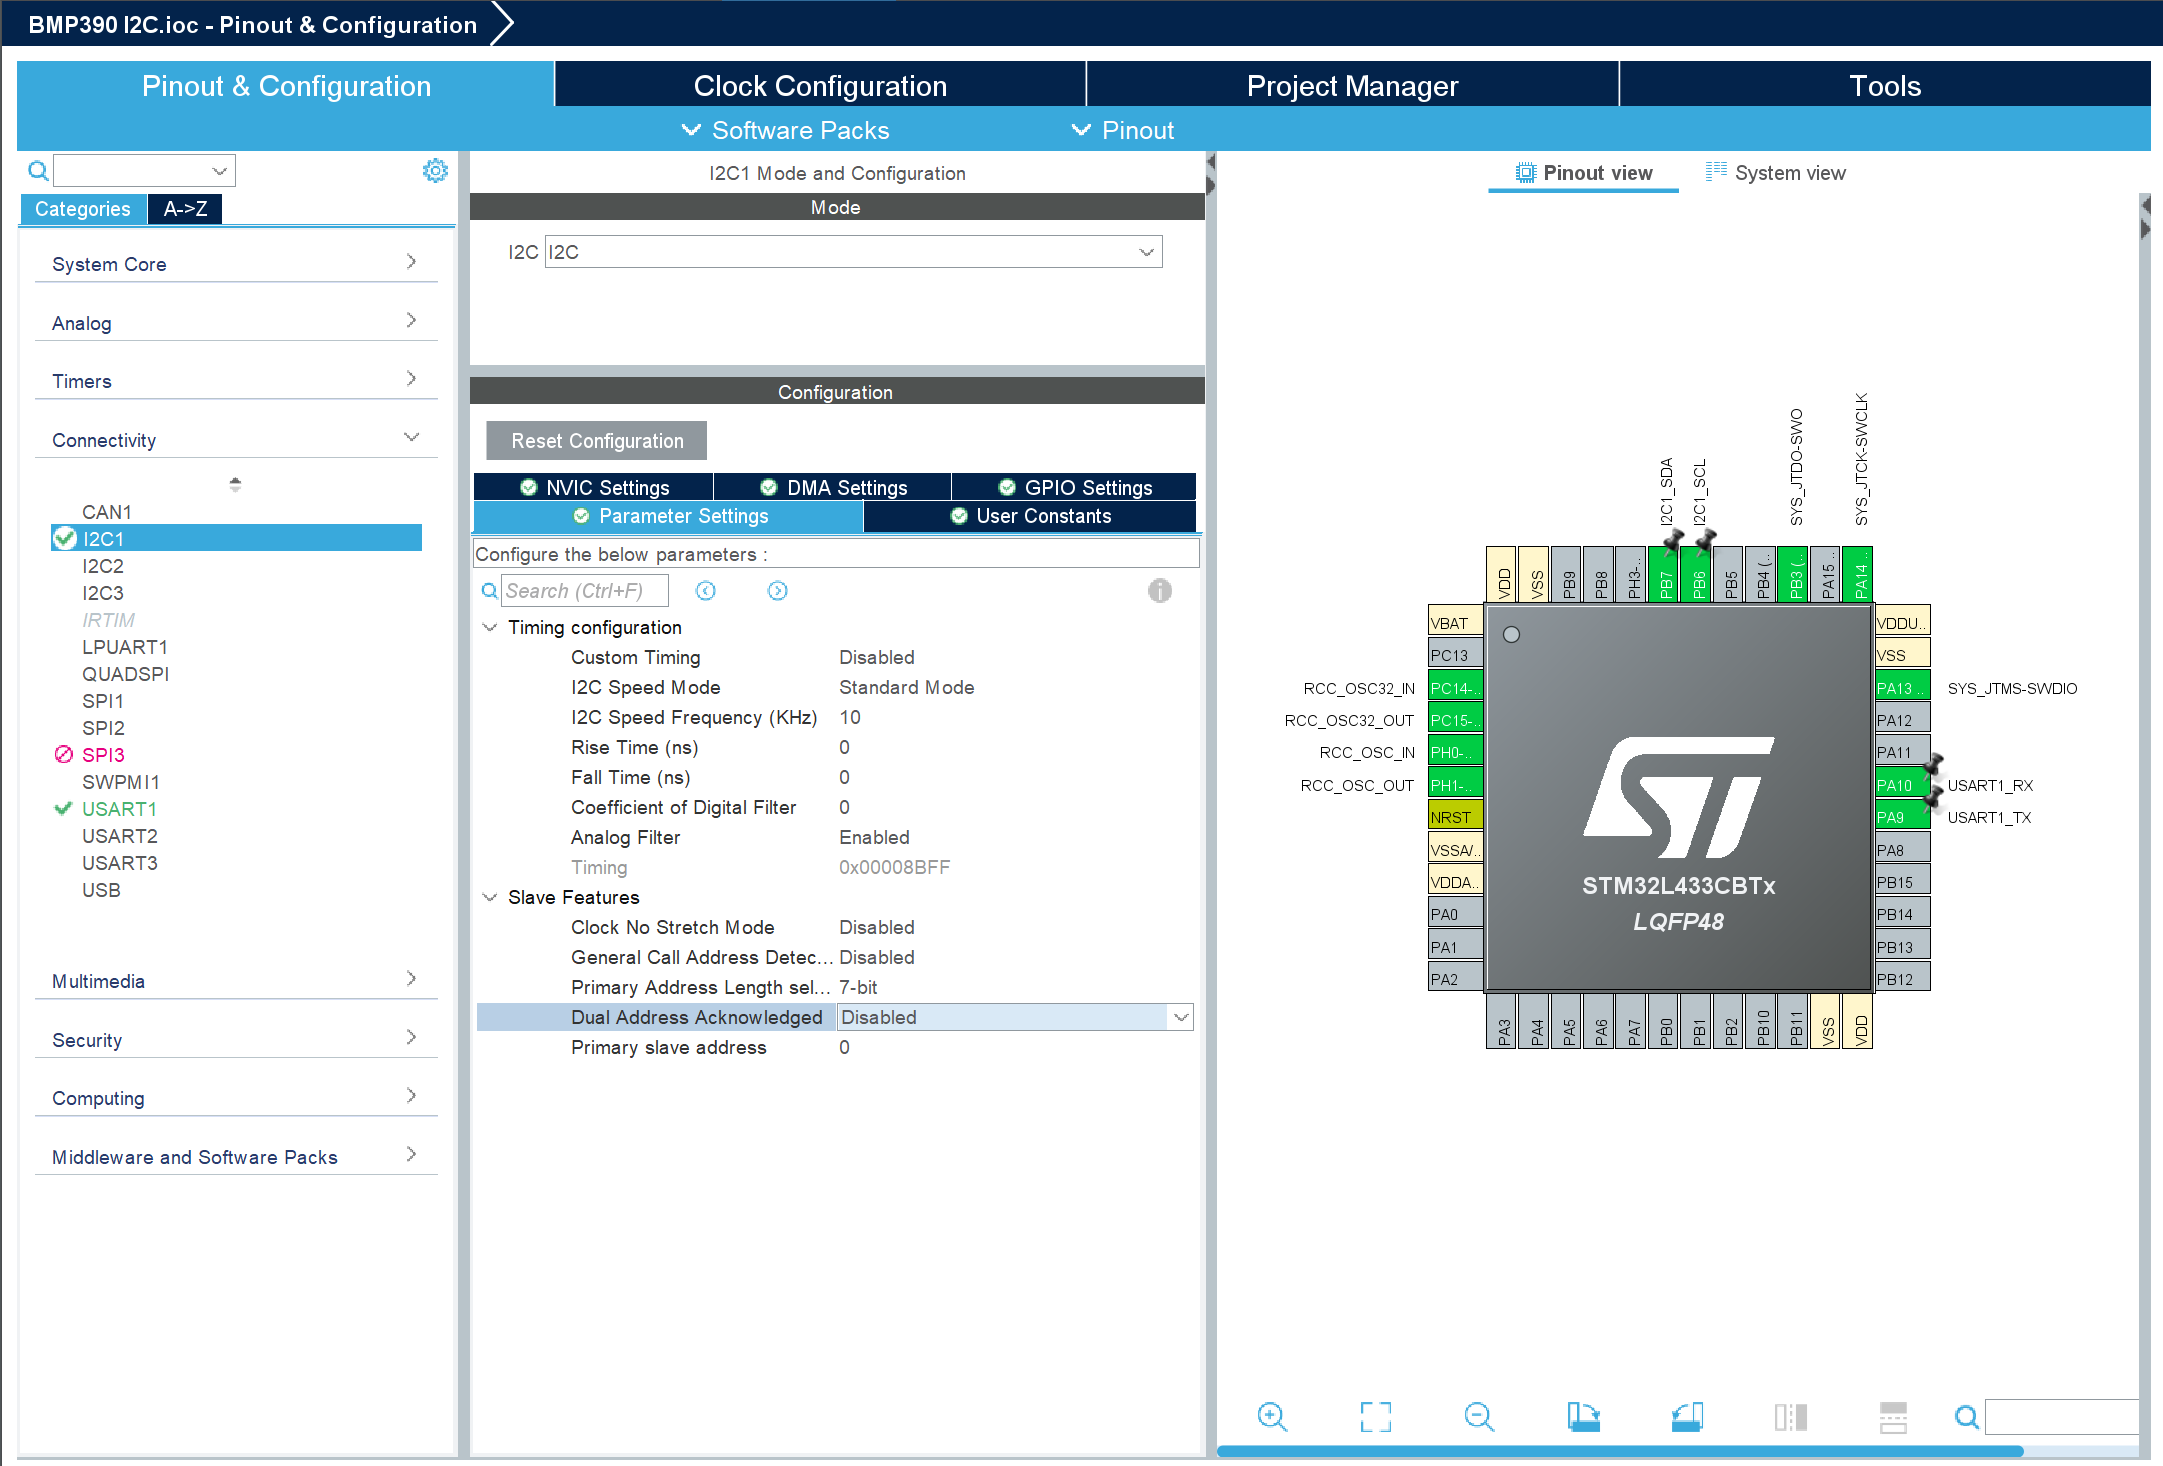 BMP390 I2C.ioc - Pinout & Configuration
Pinout & Configuration
Clock Configuration
Project Manager
Tools
Software Packs
Pinout
Categories
A->Z
System Core
Analog
Timers
Connectivity
CAN1
I2C1
I2C2
I2C3
IRTIM
LPUART1
QUADSPI
SPI1
SPI2
SPI3
SWPMI1
USART1
USART2
USART3
USB
Multimedia
Security
Computing
Middleware and Software Packs
I2C1 Mode and Configuration
Mode
I2C I2C
Configuration
Reset Configuration
NVIC Settings
DMA Settings
GPIO Settings
Parameter Settings
User Constants
Configure the below parameters :
Search (Ctrl+F)
Timing configuration
Custom Timing Disabled
I2C Speed Mode Standard Mode
I2C Speed Frequency (KHz) 10
Rise Time (ns) 0
Fall Time (ns) 0
Coefficient of Digital Filter 0
Analog Filter Enabled
Timing 0x00008BFF
Slave Features
Clock No Stretch Mode Disabled
General Call Address Detec... Disabled
Primary Address Length sel... 7-bit
Dual Address Acknowledged Disabled
Primary slave address 0
Pinout view
System view
I2C1_SDA
I2C1_SCL
SYS_JTDO-SWO
SYS_JTCK-SWCLK
VDD
VSS
PB9
PB8
PH3-..
PB7
PB6
PB5
PB4 (..
PB3 (..
PA15 ..
PA14 ..
VBAT
PC13
RCC_OSC32_IN PC14-..
RCC_OSC32_OUT PC15-..
RCC_OSC_IN PH0-..
RCC_OSC_OUT PH1-..
NRST
VSSA/..
VDDA..
PA0
PA1
PA2
ST
STM32L433CBTx
LQFP48
VDDU..
VSS
PA13 .. SYS_JTMS-SWDIO
PA12
PA11
PA10 USART1_RX
PA9 USART1_TX
PA8
PB15
PB14
PB13
PB12
PA3
PA4
PA5
PA6
PA7
PB0
PB1
PB2
PB10
PB11
VSS
VDD